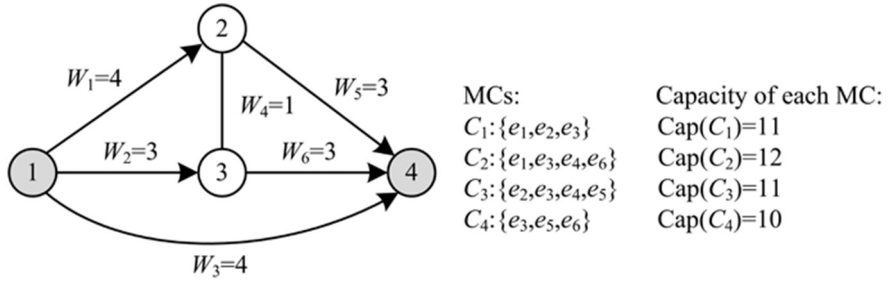 2
W1=4
W5=3
W4=1
W2=3
W6=3
1
3
4
W3=4
MCs:
C1:{e1,e2,e3}
C2:{e1,e3,e4,e6}
C3:{e2,e3,e4,e5}
C4:{e3,e5,e6}
Capacity of each MC:
Cap(C1)=11
Cap(C2)=12
Cap(C3)=11
Cap(C4)=10